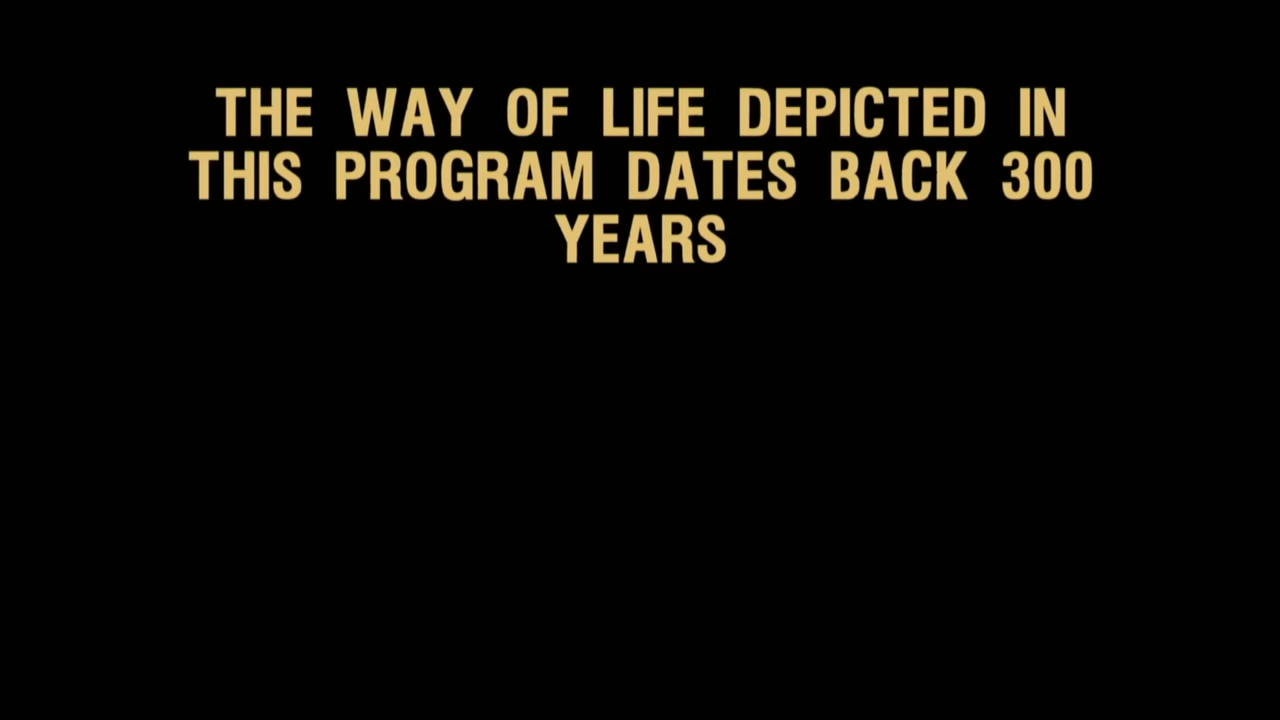 THE WAY OF LIFE DEPICTED IN
THIS PROGRAM DATES BACK 300
YEARS